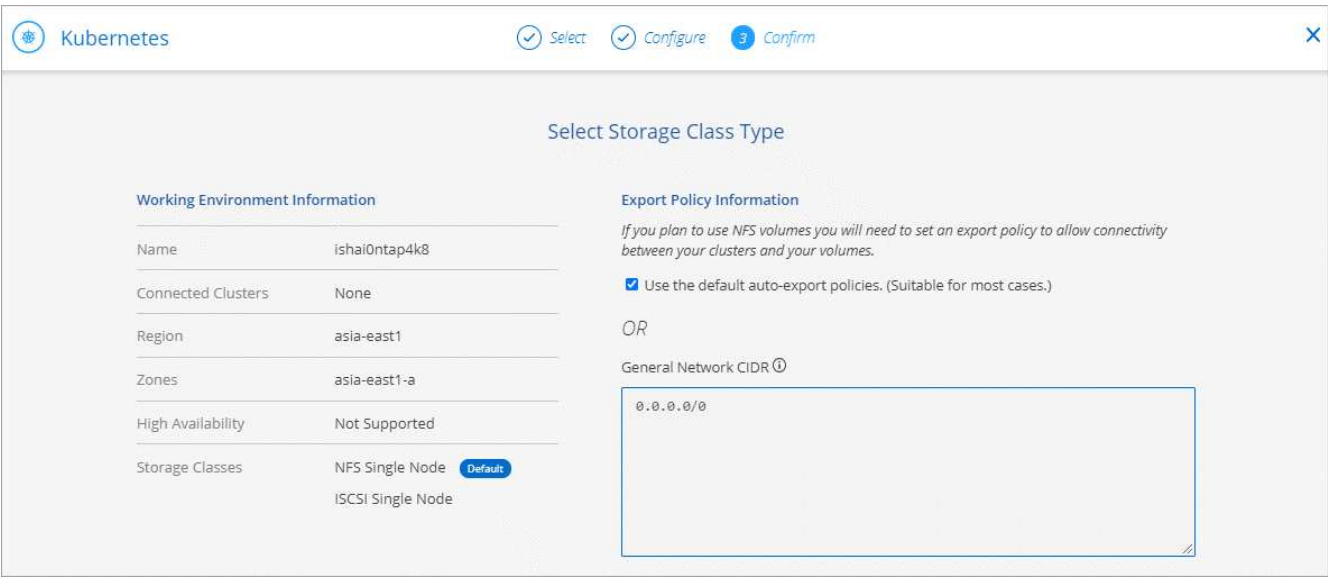 Kubernetes
Select
Configure
3 Confirm
Select Storage Class Type
Working Environment Information
Name ishai0ntap4k8
Connected Clusters None
Region asia-east1
Zones asia-east1-a
High Availability Not Supported
Storage Classes NFS Single Node Default
ISCSI Single Node
Export Policy Information
If you plan to use NFS volumes you will need to set an export policy to allow connectivity
between your clusters and your volumes.
Use the default auto-export policies. (Suitable for most cases.)
OR
General Network CIDR
0.0.0.0/0